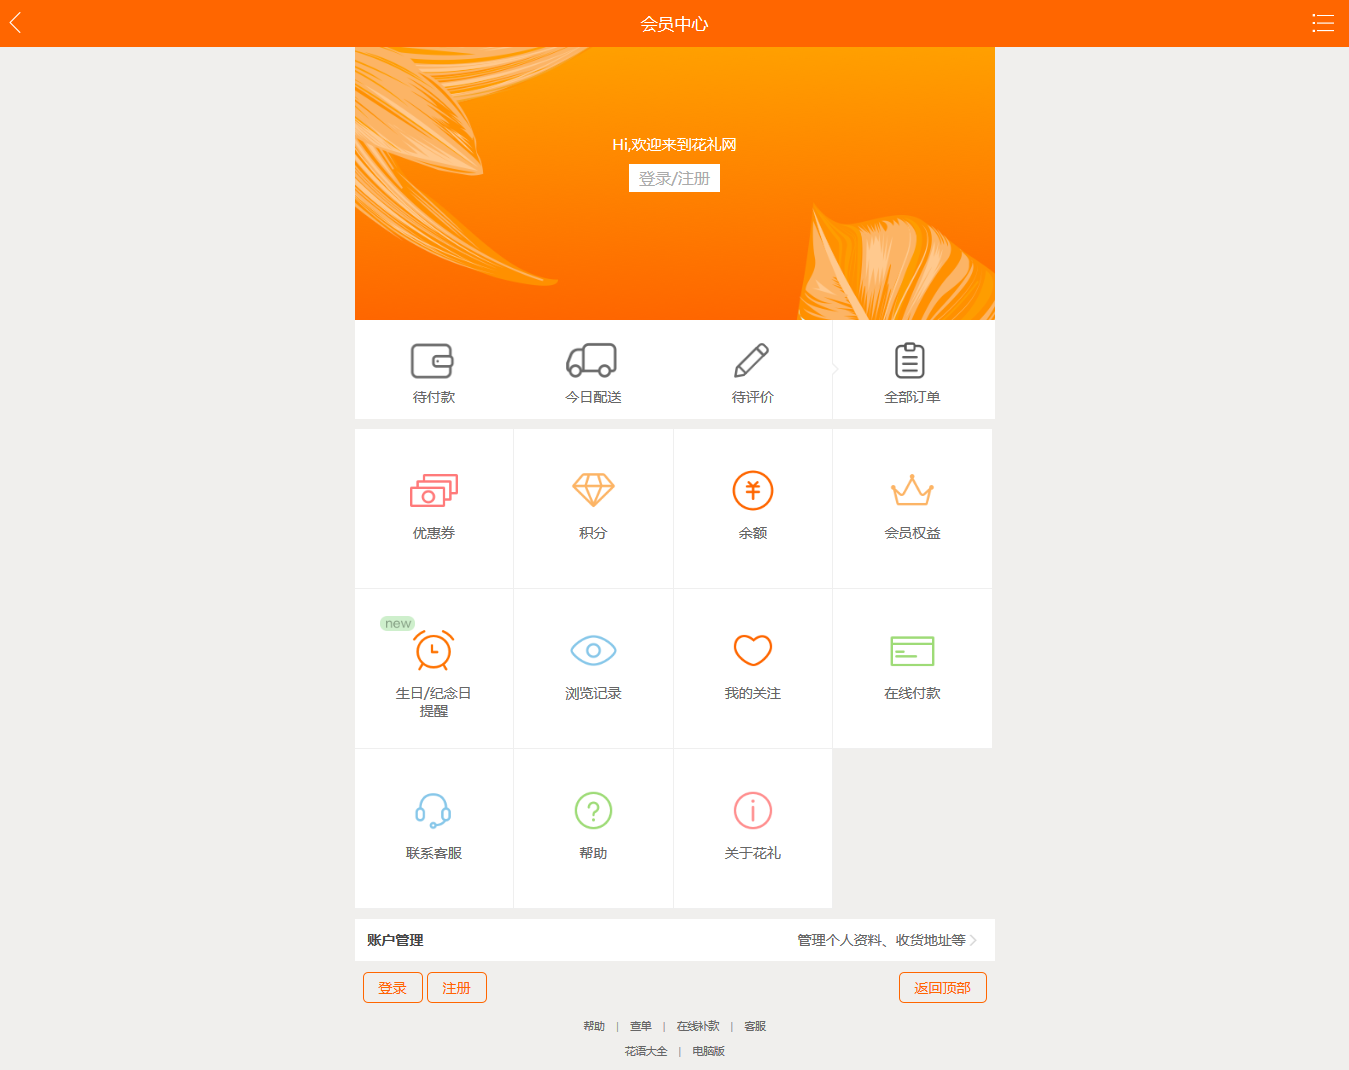 会员中心
Hi,欢迎来到花礼网
登录/注册
待付款
今日配送
待评价
全部订单
优惠券
积分
余额
会员权益
new
生日/纪念日
提醒
浏览记录
我的关注
在线付款
联系客服
帮助
关于花礼
账户管理
管理个人资料、收货地址等
登录
注册
返回顶部
帮助 | 查单 | 在线补款 | 客服
花语大全 | 电脑版